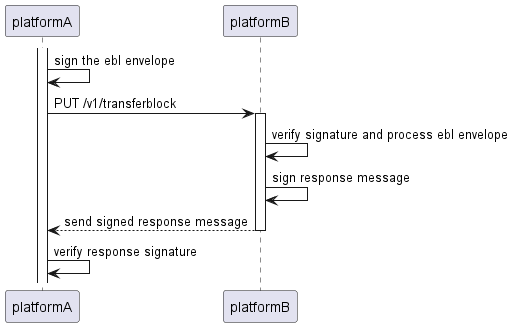 platformA
platformB
sign the ebl envelope
PUT /v1/transferblock
verify signature and process ebl envelope
sign response message
send signed response message
verify response signature
platformA
platformB